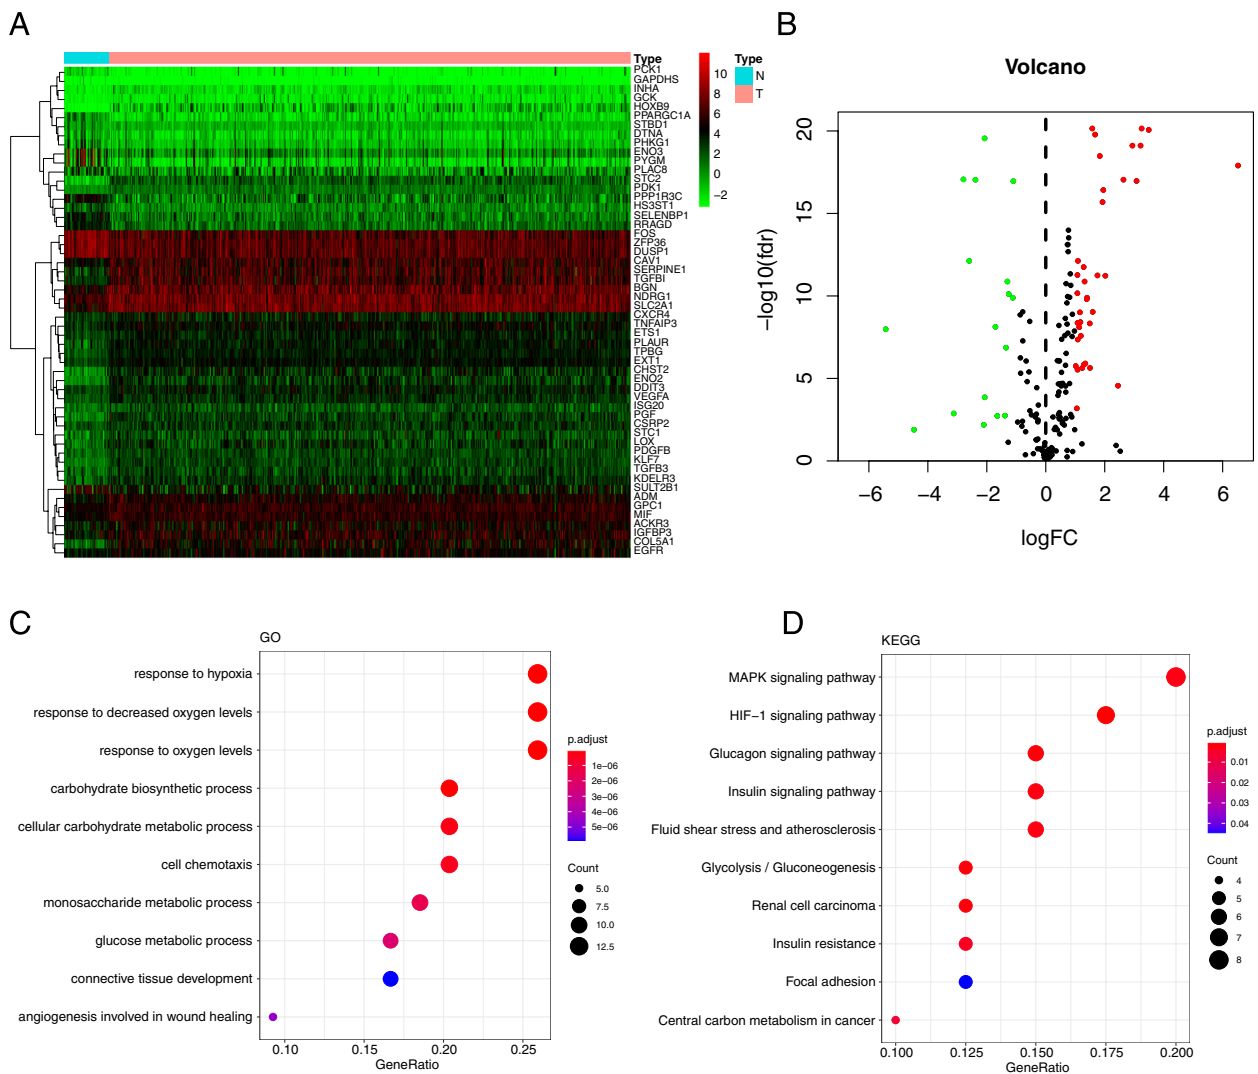 A
Type
PCK1
GAPDHS
INHA
GCK
HOXB9
PPARGC1A
STBD1
DTNA
PHKG1
ENO3
PYGM
PLAC8
STC2
PDK1
PPP1R3C
HS3ST1
SELENBP1
RRAGD
FOS
ZFP36
DUSP1
CAV1
SERPINE1
TGFBI
BGN
NDRG1
SLC2A1
CXCR4
TNFAIP3
ETS1
PLAUR
TPBG
EXT1
CHST2
ENO2
DDIT3
VEGFA
ISG20
PGF
CSRP2
STC1
LOX
PDGFB
KLF7
TGFB3
KDELR3
SULT2B1
ADM
GPC1
MIF
ACKR3
IGFBP3
COL5A1
EGFR
10
8
6
4
2
0
−2
Type
N
T
B
Volcano
−log10(fdr)
20
15
10
5
0
−6 −4 −2 0 2 4 6
logFC
C
GO
response to hypoxia
response to decreased oxygen levels
response to oxygen levels
carbohydrate biosynthetic process
cellular carbohydrate metabolic process
cell chemotaxis
monosaccharide metabolic process
glucose metabolic process
connective tissue development
angiogenesis involved in wound healing
0.10 0.15 0.20 0.25
GeneRatio
p.adjust
1e−06
2e−06
3e−06
4e−06
5e−06
Count
5.0
7.5
10.0
12.5
D
KEGG
MAPK signaling pathway
HIF−1 signaling pathway
Glucagon signaling pathway
Insulin signaling pathway
Fluid shear stress and atherosclerosis
Glycolysis / Gluconeogenesis
Renal cell carcinoma
Insulin resistance
Focal adhesion
Central carbon metabolism in cancer
0.100 0.125 0.150 0.175 0.200
GeneRatio
p.adjust
0.01
0.02
0.03
0.04
Count
4
5
6
7
8